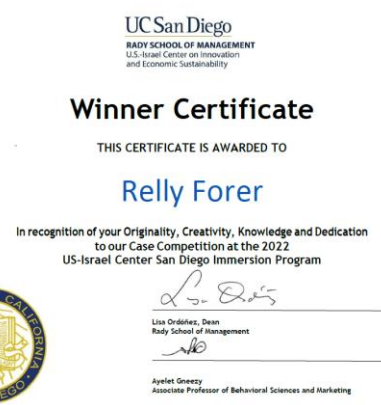 UC San Diego
RADY SCHOOL OF MANAGEMENT
U.S.-Israel Center on Innovation
and Economic Sustainability
Winner Certificate
THIS CERTIFICATE IS AWARDED TO
Relly Forer
In recognition of your Originality, Creativity, Knowledge and Dedication
to our Case Competition at the 2022
US-Israel Center San Diego Immersion Program
Lisa Ordóñez, Dean
Rady School of Management
Ayelet Gneezy
Associate Professor of Behavioral Sciences and Marketing
CALIFORNIA